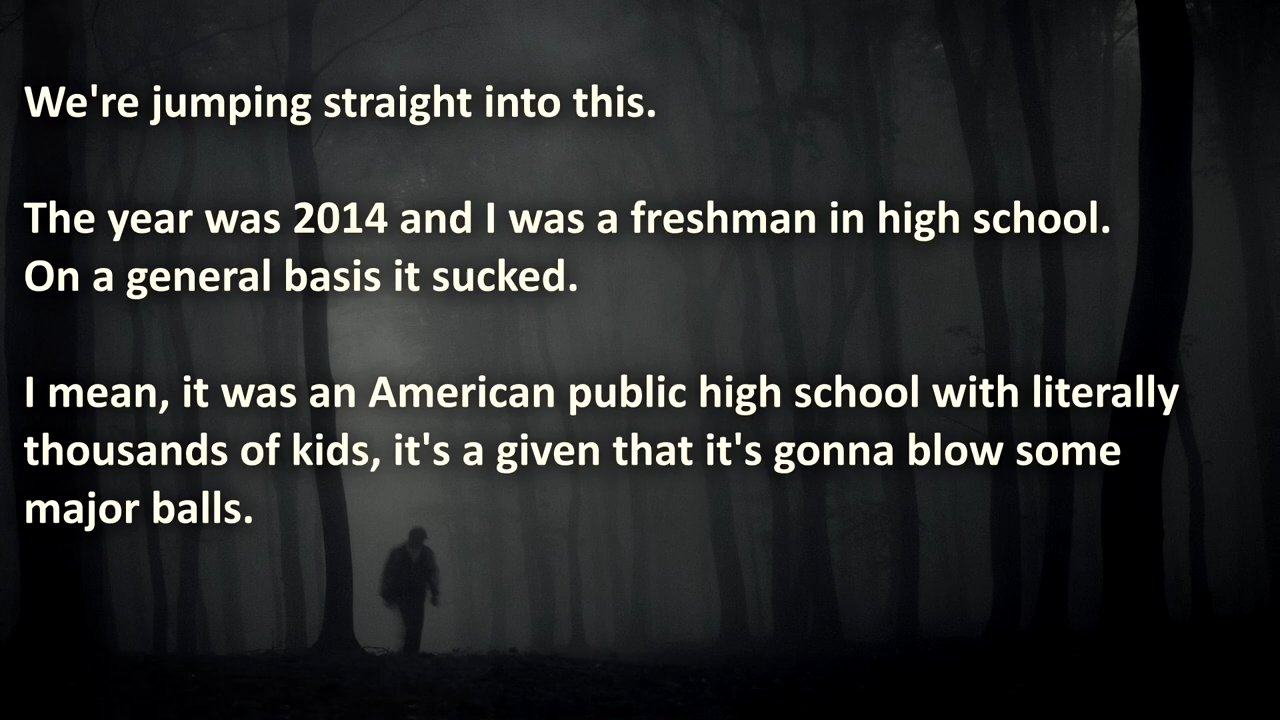 We're jumping straight into this.
The year was 2014 and I was a freshman in high school.
On a general basis it sucked.
I mean, it was an American public high school with literally
thousands of kids, it's a given that it's gonna blow some
major balls.